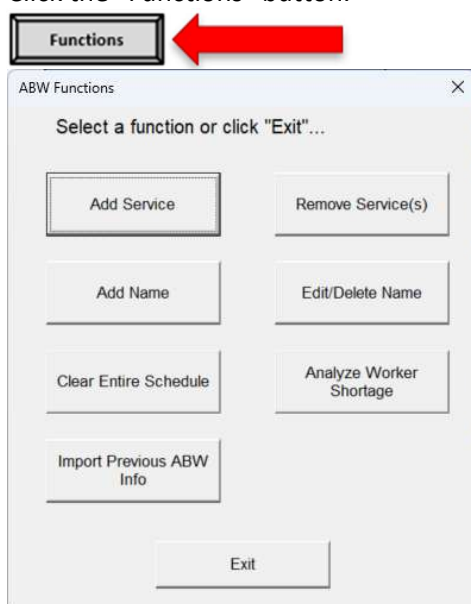 Click the "Functions" button.
Functions
ABW Functions
Select a function or click "Exit"...
Add Service
Remove Service(s)
Add Name
Edit/Delete Name
Clear Entire Schedule
Analyze Worker
Shortage
Import Previous ABW
Info
Exit